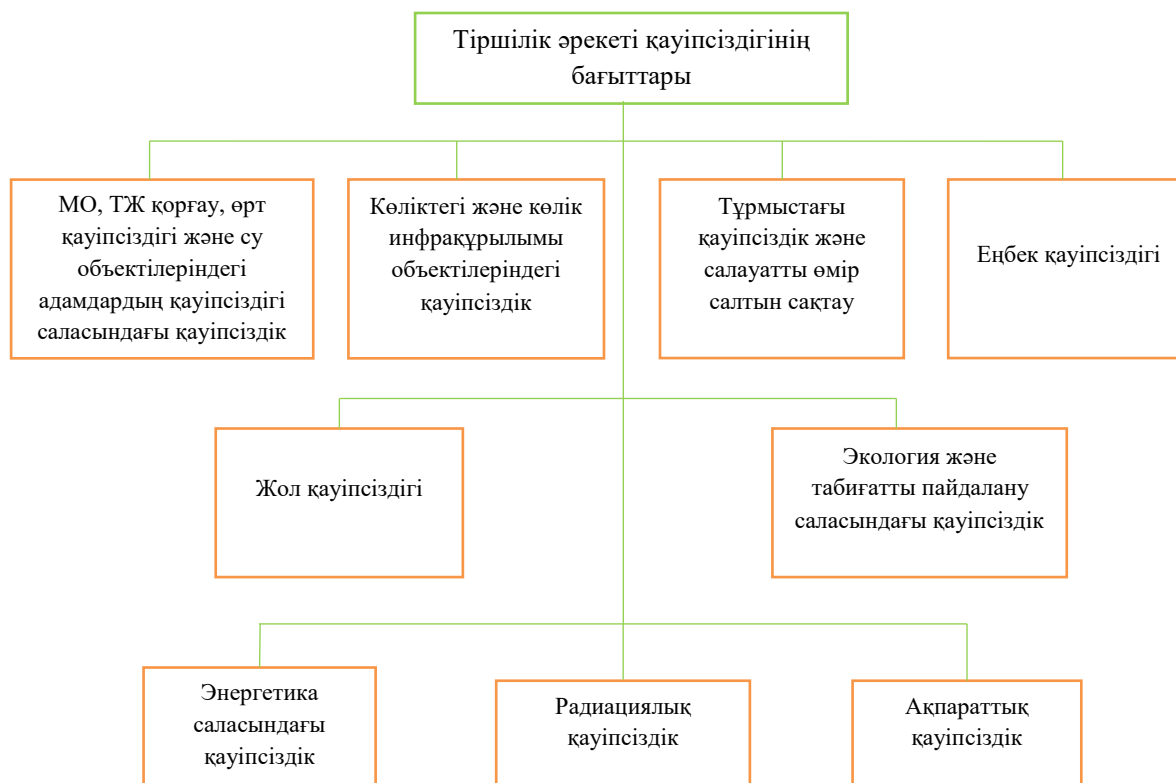 Тіршілік әрекеті қауіпсіздігінің
бағыттары
МО, ТЖ қорғау, өрт
қауіпсіздігі және су
объектілеріндегі
адамдардың қауіпсіздігі
саласындағы қауіпсіздік
Көліктегі және көлік
инфрақұрылымы
объектілеріндегі
қауіпсіздік
Тұрмыстағы
қауіпсіздік және
салауатты өмір
салтын сақтау
Еңбек қауіпсіздігі
Жол қауіпсіздігі
Экология және
табиғатты пайдалану
саласындағы қауіпсіздік
Энергетика
саласындағы
қауіпсіздік
Радиациялық
қауіпсіздік
Ақпараттық
қауіпсіздік